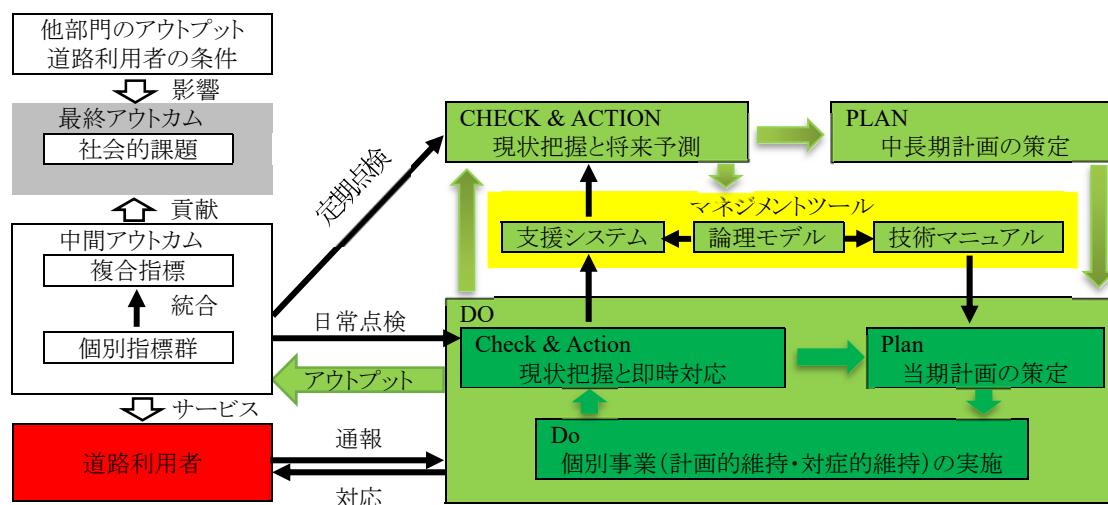 他部門のアウトプット
道路利用者の条件
影響
最終アウトカム
社会的課題
貢献
中間アウトカム
複合指標
統合
個別指標群
サービス
道路利用者
定期点検
日常点検
アウトプット
通報
対応
CHECK & ACTION
現状把握と将来予測
PLAN
中長期計画の策定
マネジメントツール
支援システム
論理モデル
技術マニュアル
DO
Check & Action
現状把握と即時対応
Plan
当期計画の策定
Do
個別事業(計画的維持・対症的維持)の実施